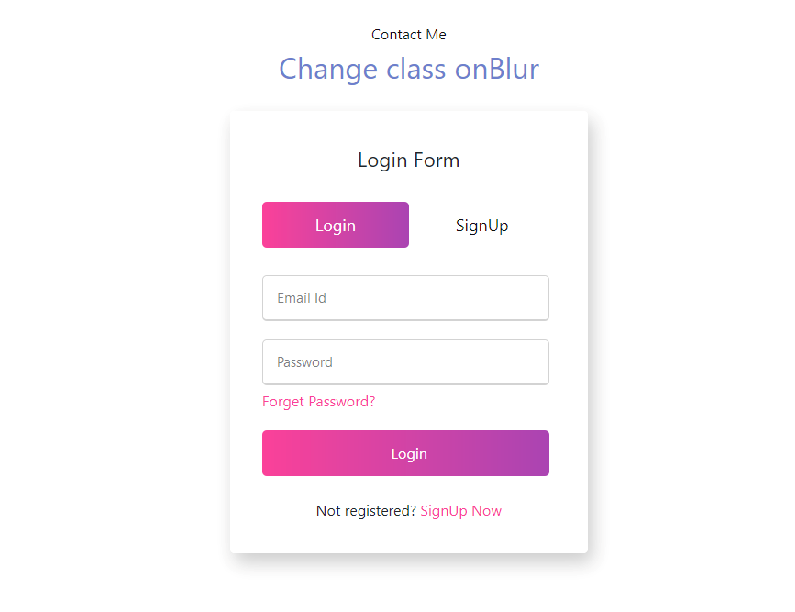 Contact Me
Change class onBlur
Login Form
Login
SignUp
Email Id
Password
Forget Password?
Login
Not registered? SignUp Now